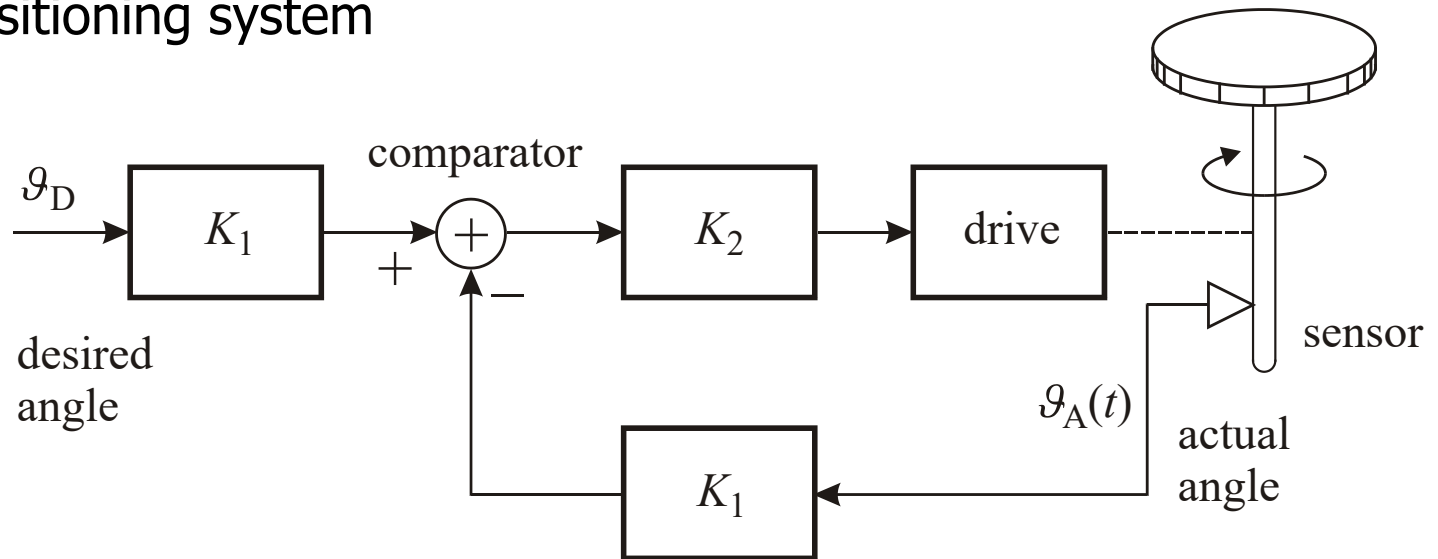 sitioning system
comparator
ϑD
K1
+
+
–
K2
drive
sensor
desired
angle
ϑA(t)
actual
angle
K1